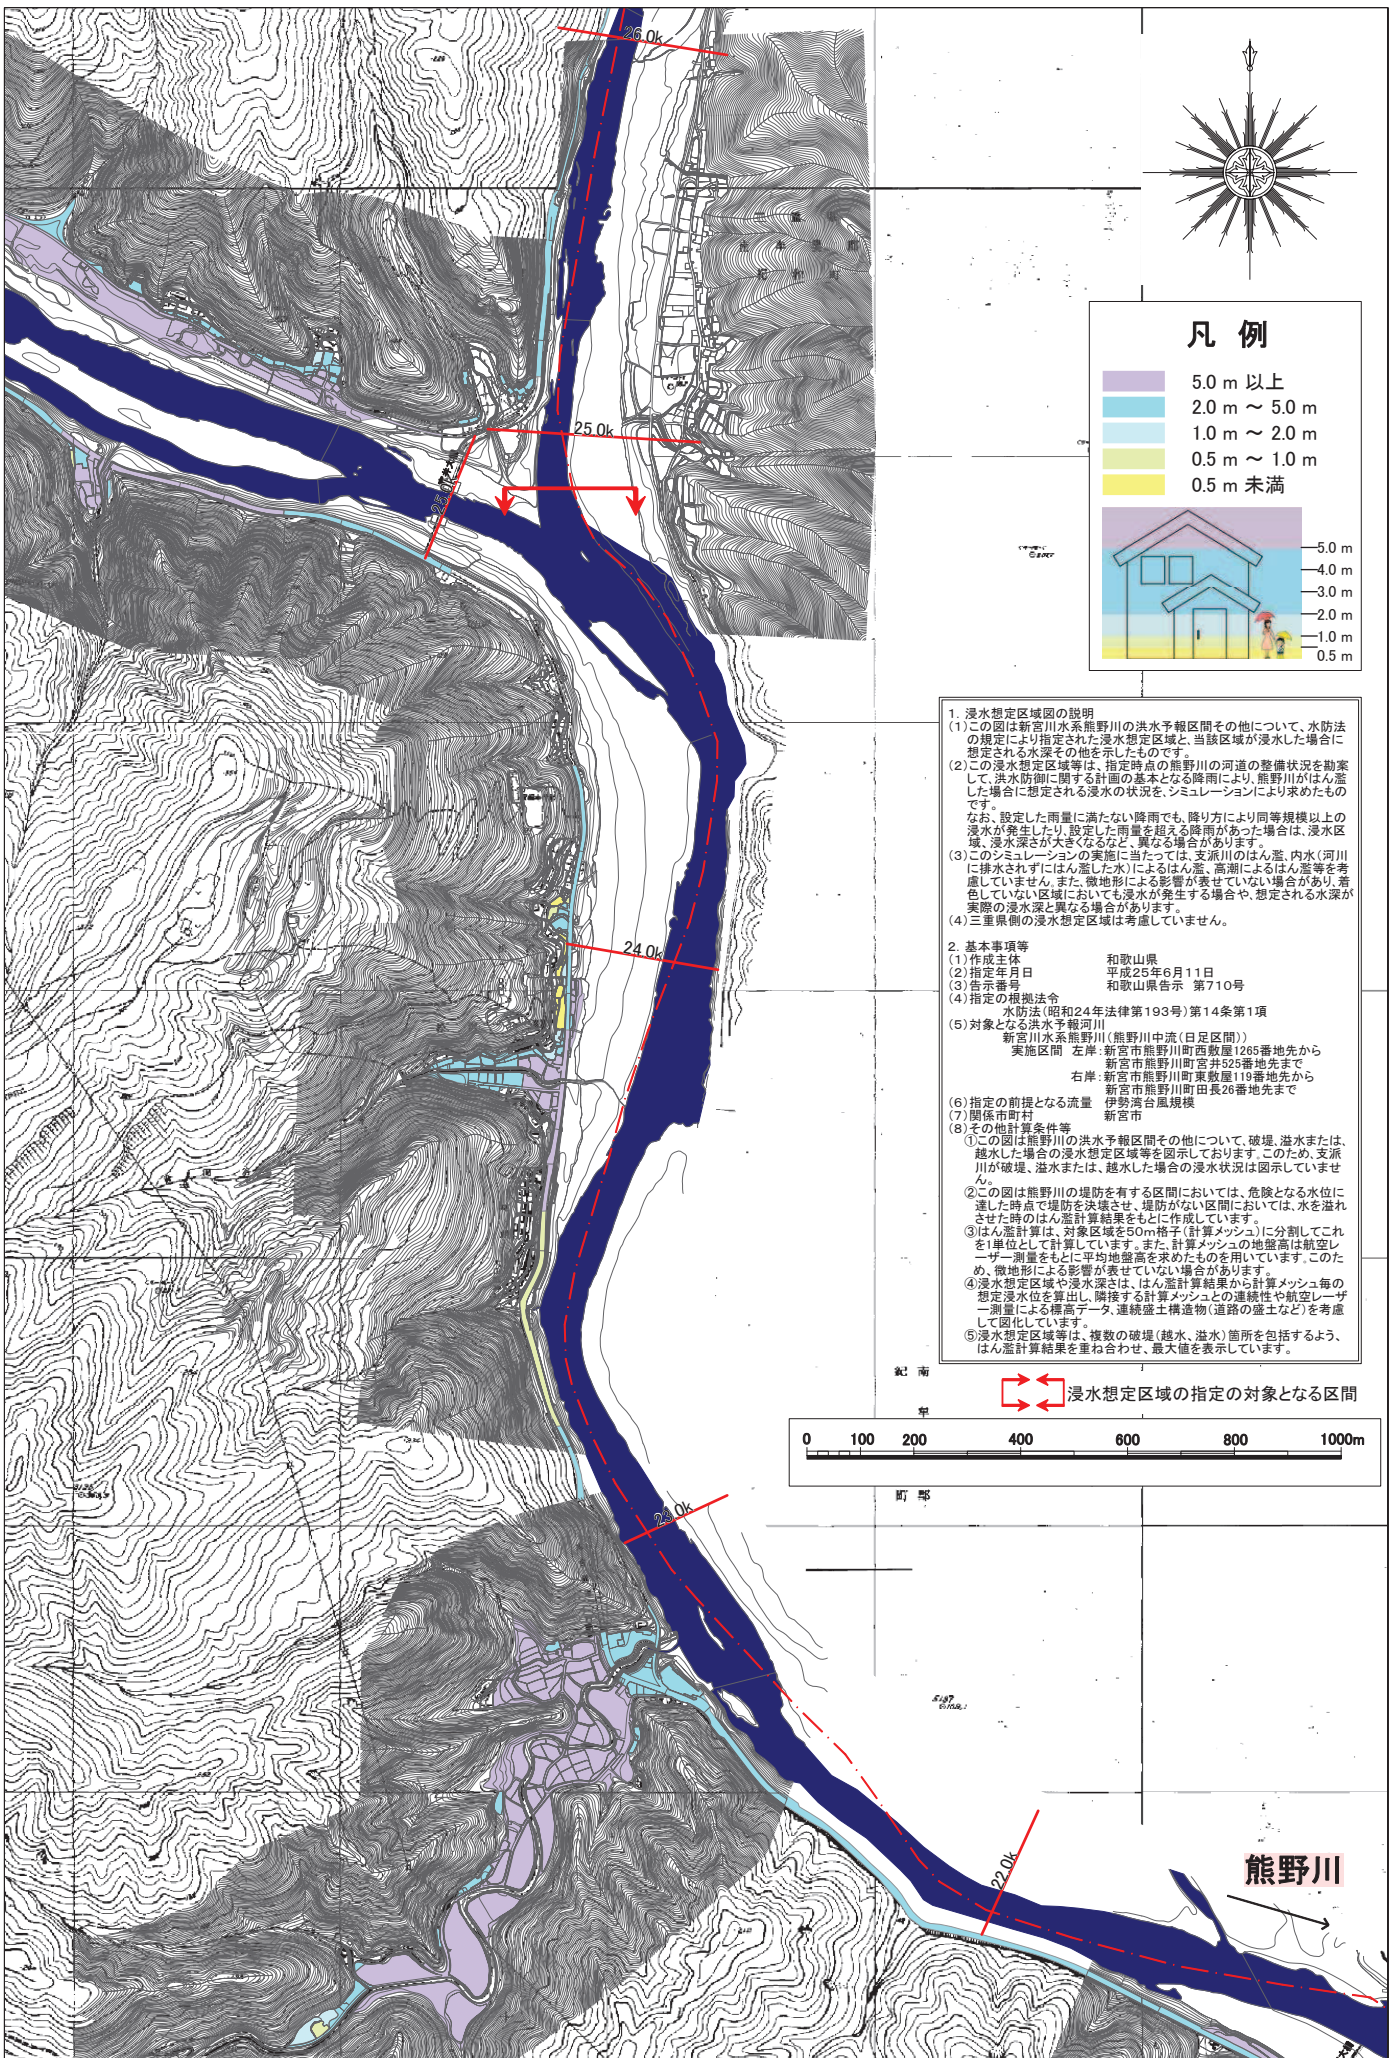 26.0k
25.0k
25.0k
24.0k
23.0k
22.0k
凡 例
5.0 m 以上
2.0 m ～ 5.0 m
1.0 m ～ 2.0 m
0.5 m ～ 1.0 m
0.5 m 未満
5.0 m
4.0 m
3.0 m
2.0 m
1.0 m
0.5 m
1. 浸水想定区域図の説明
(1)この図は新宮川水系熊野川の洪水予報区間その他について、水防法
の規定により指定された浸水想定区域と、当該区域が浸水した場合に
想定される水深その他を示したものです。
(2)この浸水想定区域等は、指定時点の熊野川の河道の整備状況を勘案
して、洪水防御に関する計画の基本となる降雨により、熊野川がはん濫
した場合に想定される浸水の状況を、シミュレーションにより求めたもの
です。
なお、設定した雨量に満たない降雨でも、降り方により同等規模以上の
浸水が発生したり、設定した雨量を超える降雨があった場合は、浸水区
域、浸水深さが大きくなるなど、異なる場合があります。
(3)このシミュレーションの実施に当たっては、支派川のはん濫、内水(河川
に排水されずにはん濫した水)によるはん濫、高潮によるはん濫等を考
慮していません。また、微地形による影響が表せていない場合があり、着
色していない区域においても浸水が発生する場合や、想定される水深が
実際の浸水深と異なる場合があります。
(4)三重県側の浸水想定区域は考慮していません。
2. 基本事項等
(1)作成主体 和歌山県
(2)指定年月日 平成25年6月11日
(3)告示番号 和歌山県告示 第710号
(4)指定の根拠法令
水防法(昭和24年法律第193号)第14条第1項
(5)対象となる洪水予報河川
新宮川水系熊野川(熊野川中流(日足区間))
実施区間 左岸:新宮市熊野川町西敷屋1265番地先から
新宮市熊野川町宮井525番地先まで
右岸:新宮市熊野川町東敷屋119番地先から
新宮市熊野川町田長26番地先まで
(6)指定の前提となる流量 伊勢湾台風規模
(7)関係市町村 新宮市
(8)その他計算条件等
①この図は熊野川の洪水予報区間その他について、破堤、溢水または、
越水した場合の浸水想定区域等を図示しております。このため、支派
川が破堤、溢水または、越水した場合の浸水状況は図示していませ
ん。
②この図は熊野川の堤防を有する区間においては、危険となる水位に
達した時点で堤防を決壊させ、堤防がない区間においては、水を溢れ
させた時のはん濫計算結果をもとに作成しています。
③はん濫計算は、対象区域を50m格子(計算メッシュ)に分割してこれ
を1単位として計算しています。また、計算メッシュの地盤高は航空レ
ーザー測量をもとに平均地盤高を求めたものを用いています。このた
め、微地形による影響が表せていない場合があります。
④浸水想定区域や浸水深さは、はん濫計算結果から計算メッシュ毎の
想定浸水位を算出し、隣接する計算メッシュとの連続性や航空レーザ
ー測量による標高データ、連続盛土構造物(道路の盛土など)を考慮
して図化しています。
⑤浸水想定区域等は、複数の破堤(越水、溢水)箇所を包括するよう、
はん濫計算結果を重ね合わせ、最大値を表示しています。
浸水想定区域の指定の対象となる区間
0 100 200 400 600 800 1000m
紀 南
牟
町 郡
熊野川